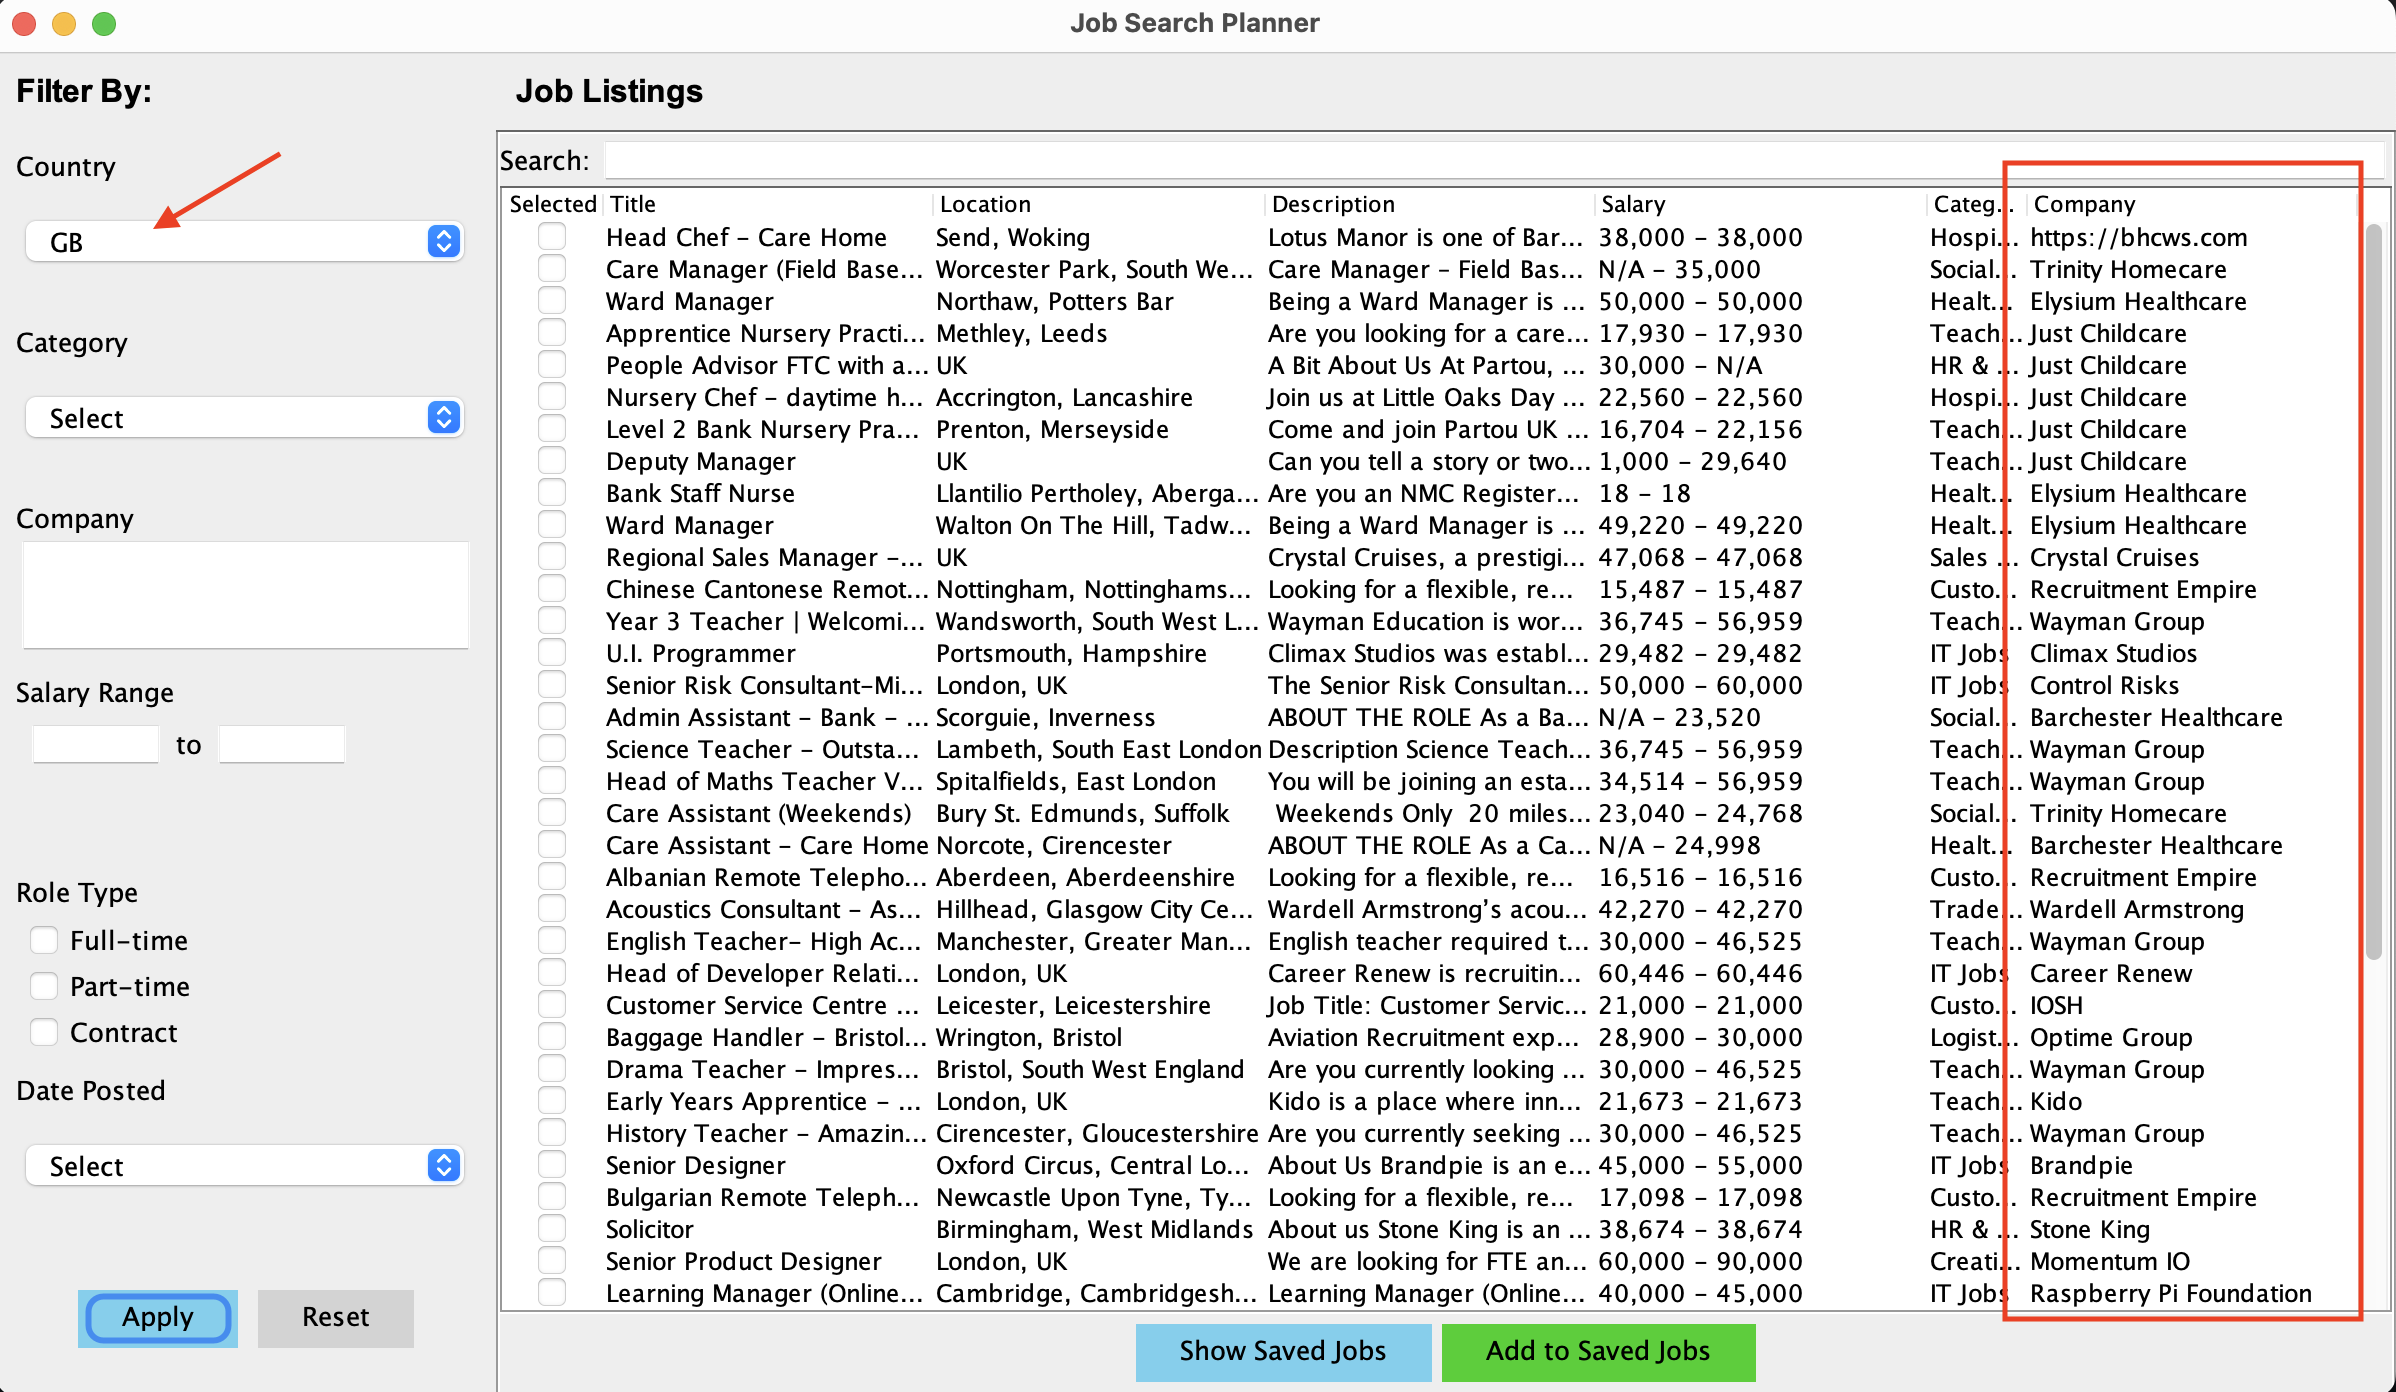 Job Search Planner
Filter By:
Country
GB
Category
Select
Company
Salary Range
to
Role Type
Full-time
Part-time
Contract
Date Posted
Select
Apply Reset
Job Listings
Search:
Selected Title Location Description Salary Categ... Company
Head Chef - Care Home Send, Woking Lotus Manor is one of Bar... 38,000 - 38,000 Hospi... https://bhcws.com
Care Manager (Field Base... Worcester Park, South We... Care Manager - Field Bas... N/A - 35,000 Social... Trinity Homecare
Ward Manager Northaw, Potters Bar Being a Ward Manager is ... 50,000 - 50,000 Healt... Elysium Healthcare
Apprentice Nursery Practi... Methley, Leeds Are you looking for a care... 17,930 - 17,930 Teach... Just Childcare
People Advisor FTC with a... UK A Bit About Us At Partou, ... 30,000 - N/A HR & ... Just Childcare
Nursery Chef - daytime h... Accrington, Lancashire Join us at Little Oaks Day ... 22,560 - 22,560 Hospi... Just Childcare
Level 2 Bank Nursery Pra... Prenton, Merseyside Come and join Partou UK ... 16,704 - 22,156 Teach... Just Childcare
Deputy Manager UK Can you tell a story or two... 1,000 - 29,640 Teach... Just Childcare
Bank Staff Nurse Llantilio Pertholey, Aberga... Are you an NMC Register... 18 - 18 Healt... Elysium Healthcare
Ward Manager Walton On The Hill, Tadw... Being a Ward Manager is ... 49,220 - 49,220 Healt... Elysium Healthcare
Regional Sales Manager -... UK Crystal Cruises, a prestigi... 47,068 - 47,068 Sales ... Crystal Cruises
Chinese Cantonese Remot... Nottingham, Nottinghams... Looking for a flexible, re... 15,487 - 15,487 Custo... Recruitment Empire
Year 3 Teacher | Welcomi... Wandsworth, South West L... Wayman Education is wor... 36,745 - 56,959 Teach... Wayman Group
U.I. Programmer Portsmouth, Hampshire Climax Studios was establ... 29,482 - 29,482 IT Jobs Climax Studios
Senior Risk Consultant-Mi... London, UK The Senior Risk Consultan... 50,000 - 60,000 IT Jobs Control Risks
Admin Assistant - Bank - ... Scorguie, Inverness ABOUT THE ROLE As a Ba... N/A - 23,520 Social... Barchester Healthcare
Science Teacher - Outsta... Lambeth, South East London Description Science Teach... 36,745 - 56,959 Teach... Wayman Group
Head of Maths Teacher V... Spitalfields, East London You will be joining an esta... 34,514 - 56,959 Teach... Wayman Group
Care Assistant (Weekends) Bury St. Edmunds, Suffolk Weekends Only 20 miles... 23,040 - 24,768 Social... Trinity Homecare
Care Assistant - Care Home Norcote, Cirencester ABOUT THE ROLE As a Ca... N/A - 24,998 Healt... Barchester Healthcare
Albanian Remote Telepho... Aberdeen, Aberdeenshire Looking for a flexible, re... 16,516 - 16,516 Custo... Recruitment Empire
Acoustics Consultant - As... Hillhead, Glasgow City Ce... Wardell Armstrong's acou... 42,270 - 42,270 Trade... Wardell Armstrong
English Teacher- High Ac... Manchester, Greater Man... English teacher required t... 30,000 - 46,525 Teach... Wayman Group
Head of Developer Relati... London, UK Career Renew is recruitin... 60,446 - 60,446 IT Jobs Career Renew
Customer Service Centre ... Leicester, Leicestershire Job Title: Customer Servic... 21,000 - 21,000 Custo... IOSH
Baggage Handler - Bristol... Wrington, Bristol Aviation Recruitment exp... 28,900 - 30,000 Logist... Optime Group
Drama Teacher - Impres... Bristol, South West England Are you currently looking ... 30,000 - 46,525 Teach... Wayman Group
Early Years Apprentice - ... London, UK Kido is a place where inn... 21,673 - 21,673 Teach... Kido
History Teacher - Amazin... Cirencester, Gloucestershire Are you currently seeking ... 30,000 - 46,525 Teach... Wayman Group
Senior Designer Oxford Circus, Central Lo... About Us Brandpie is an e... 45,000 - 55,000 IT Jobs Brandpie
Bulgarian Remote Teleph... Newcastle Upon Tyne, Ty... Looking for a flexible, re... 17,098 - 17,098 Custo... Recruitment Empire
Solicitor Birmingham, West Midlands About us Stone King is an ... 38,674 - 38,674 HR & ... Stone King
Senior Product Designer London, UK We are looking for FTE an... 60,000 - 90,000 Creati... Momentum IO
Learning Manager (Online... Cambridge, Cambridgesh... Learning Manager (Online... 40,000 - 45,000 IT Jobs Raspberry Pi Foundation
Show Saved Jobs Add to Saved Jobs